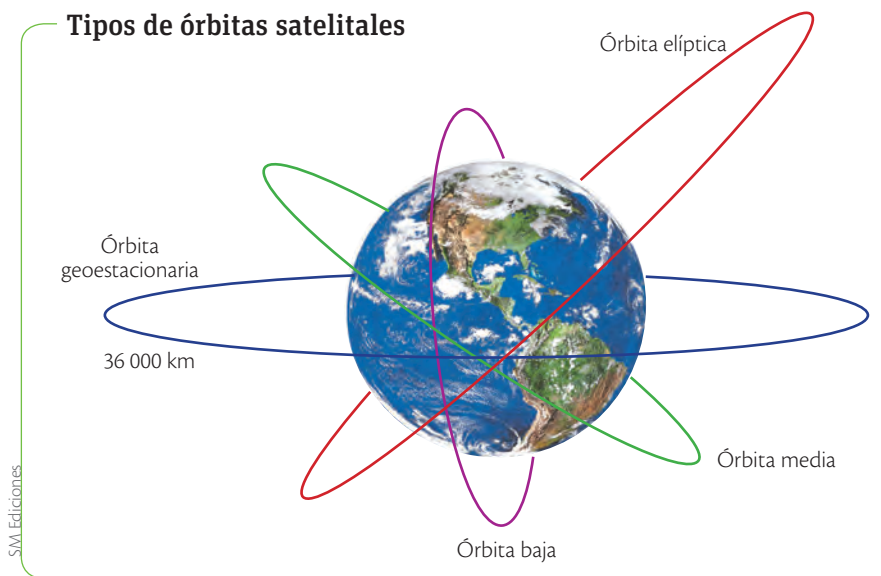 Tipos de órbitas satelitales
Órbita elíptica
Órbita
geoestacionaria
36 000 km
Órbita media
Órbita baja
SM Ediciones